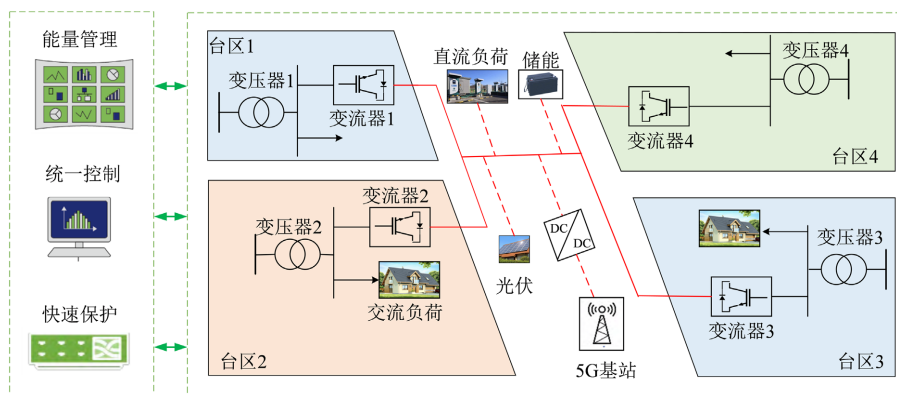 能量管理
统一控制
快速保护
台区1
变压器1
变流器1
直流负荷
储能
变压器4
变流器4
台区4
变压器2
变流器2
交流负荷
台区2
光伏
DC
DC
5G基站
变压器3
变流器3
台区3